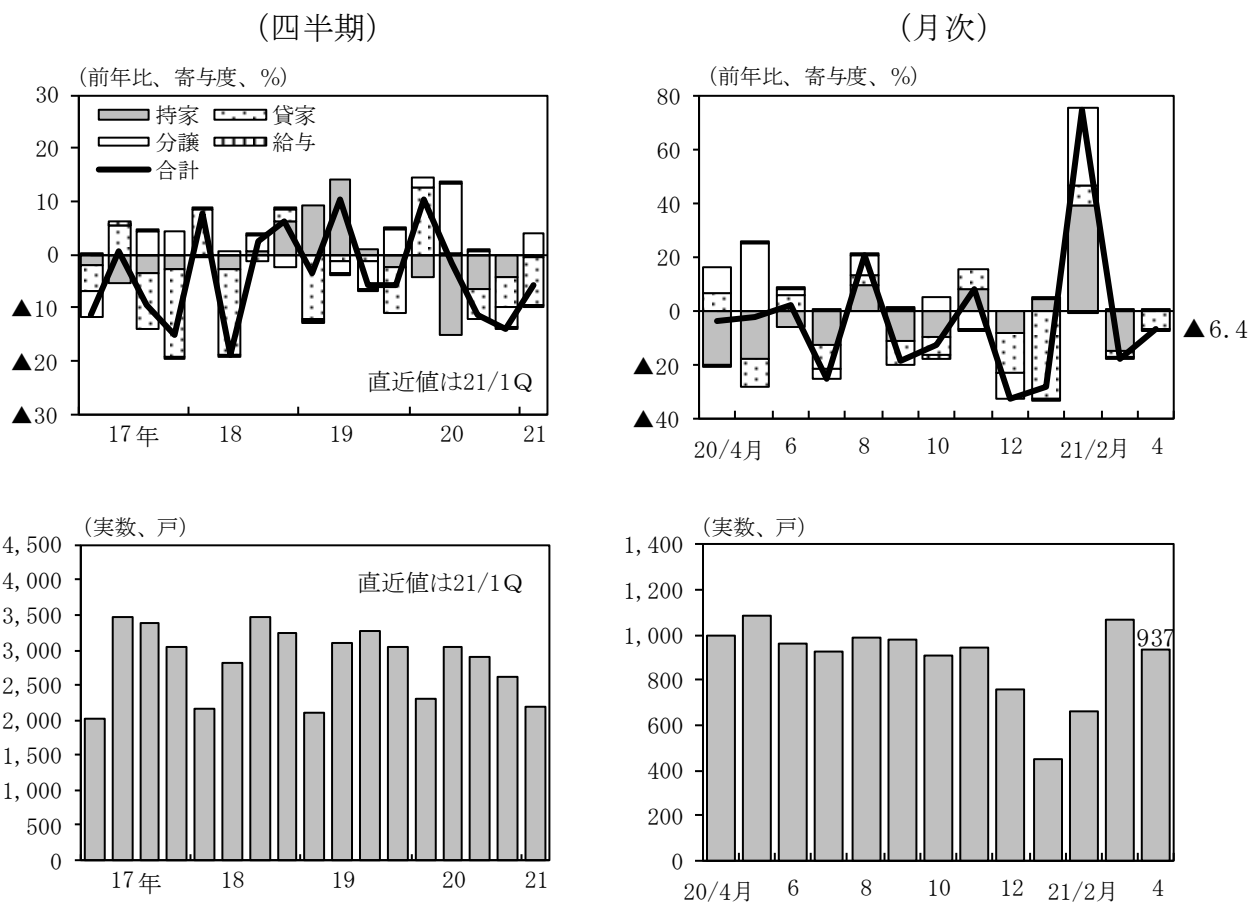 （四半期）
（前年比、寄与度、%）
30
20
10
0
▲10
▲20
▲30
持家
貸家
分譲
給与
合計
直近値は21/1Q
17年 18 19 20 21
（月次）
（前年比、寄与度、%）
80
60
40
20
0
▲20
▲40
▲6.4
20/4月 6 8 10 12 21/2月 4
（実数、戸）
4,500
4,000
3,500
3,000
2,500
2,000
1,500
1,000
500
0
直近値は21/1Q
17年 18 19 20 21
（実数、戸）
1,400
1,200
1,000
800
600
400
200
0
937
20/4月 6 8 10 12 21/2月 4